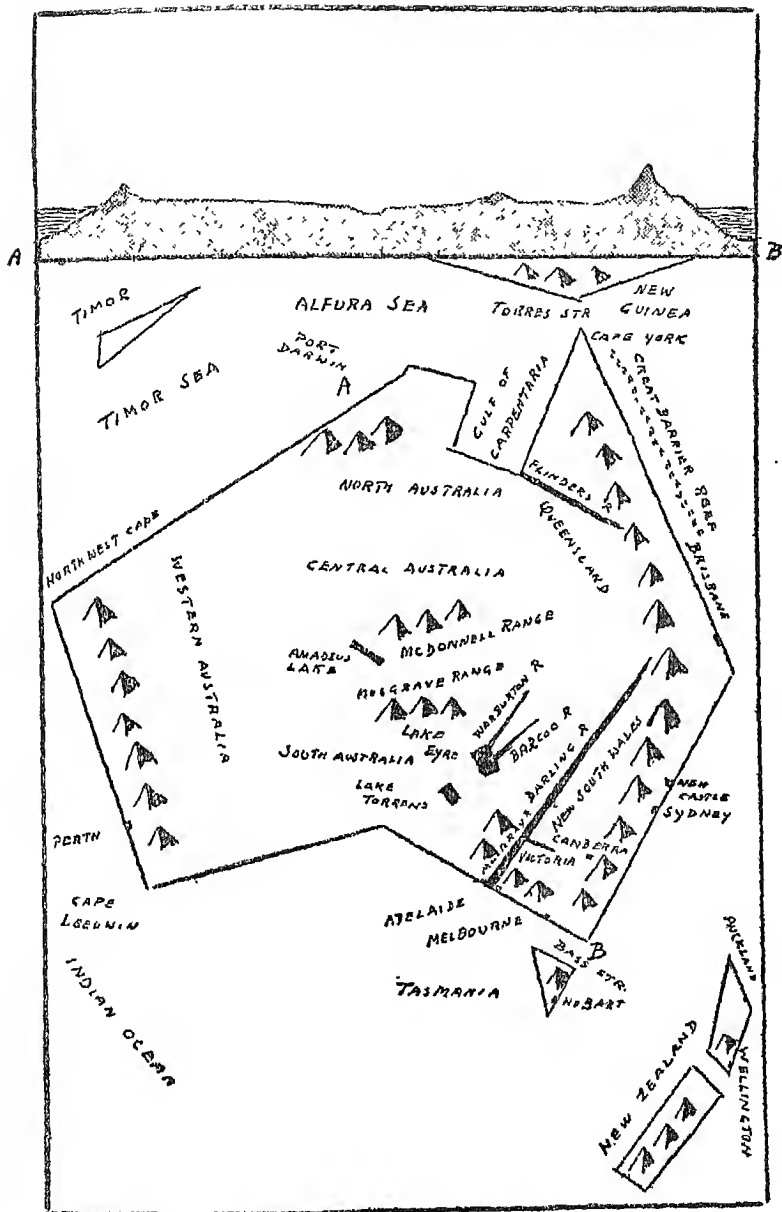 A
B
TIMOR
ALFURA SEA
TORRES STR
NEW
GUINEA
CAPE YORK
PORT
DARWIN
A
TIMOR SEA
GULF OF
CARPENTARIA
GREAT BARRIER REEF
FLINDERS R
NORTH AUSTRALIA
QUEENSLAND
BRISBANE
NORTHWEST CAPE
WESTERN AUSTRALIA
CENTRAL AUSTRALIA
MCDONNELL RANGE
AMADEUS
LAKE
MUSGRAVE RANGE
WARBURTON R
LAKE
EYRE
BARCOO R
SOUTH AUSTRALIA
DARLING R
NEW SOUTH WALES
LAKE
TORRENS
NEW
CASTLE
SYDNEY
MURRAY R
CANBERRA
VICTORIA
PERTH
CAPE
LEEUWIN
ADELAIDE
MELBOURNE
B
BASS STR.
TASMANIA
HOBART
AUCKLAND
INDIAN OCEAN
NEW ZEALAND
WELLINGTON